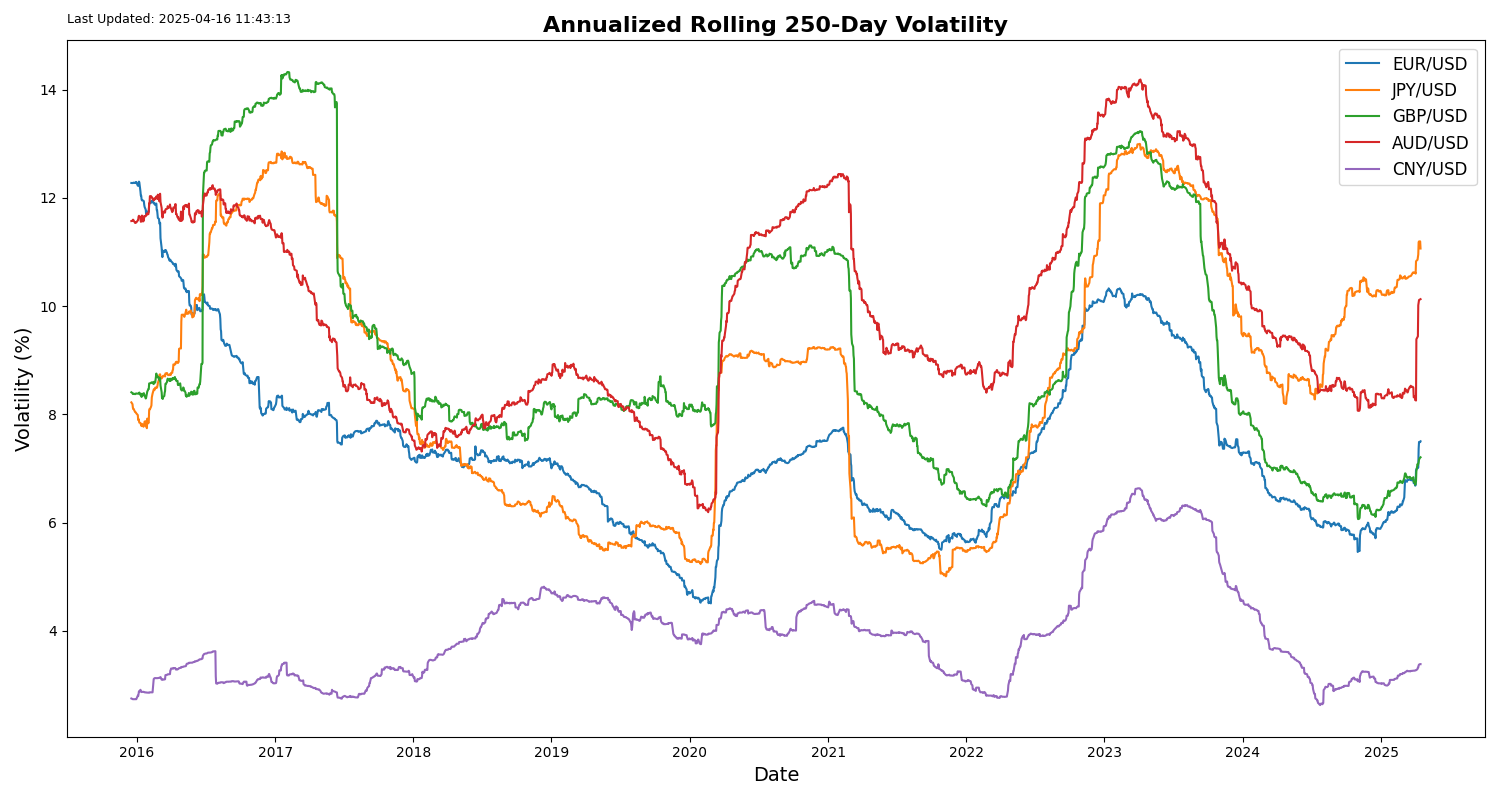 Last Updated: 2025-04-16 11:43:13
Annualized Rolling 250-Day Volatility
EUR/USD
JPY/USD
GBP/USD
AUD/USD
CNY/USD
Volatility (%)
14
12
10
8
6
4
2016
2017
2018
2019
2020
2021
2022
2023
2024
2025
Date